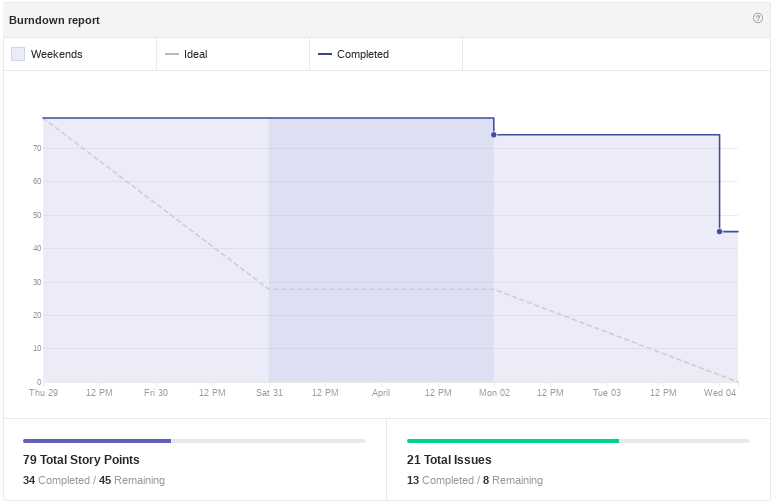 Burndown report
Weekends
Ideal
Completed
70
60
50
40
30
20
10
0
Thu 29 12 PM Fri 30 12 PM Sat 31 12 PM April 12 PM Mon 02 12 PM Tue 03 12 PM Wed 04
79 Total Story Points
34 Completed / 45 Remaining
21 Total Issues
13 Completed / 8 Remaining